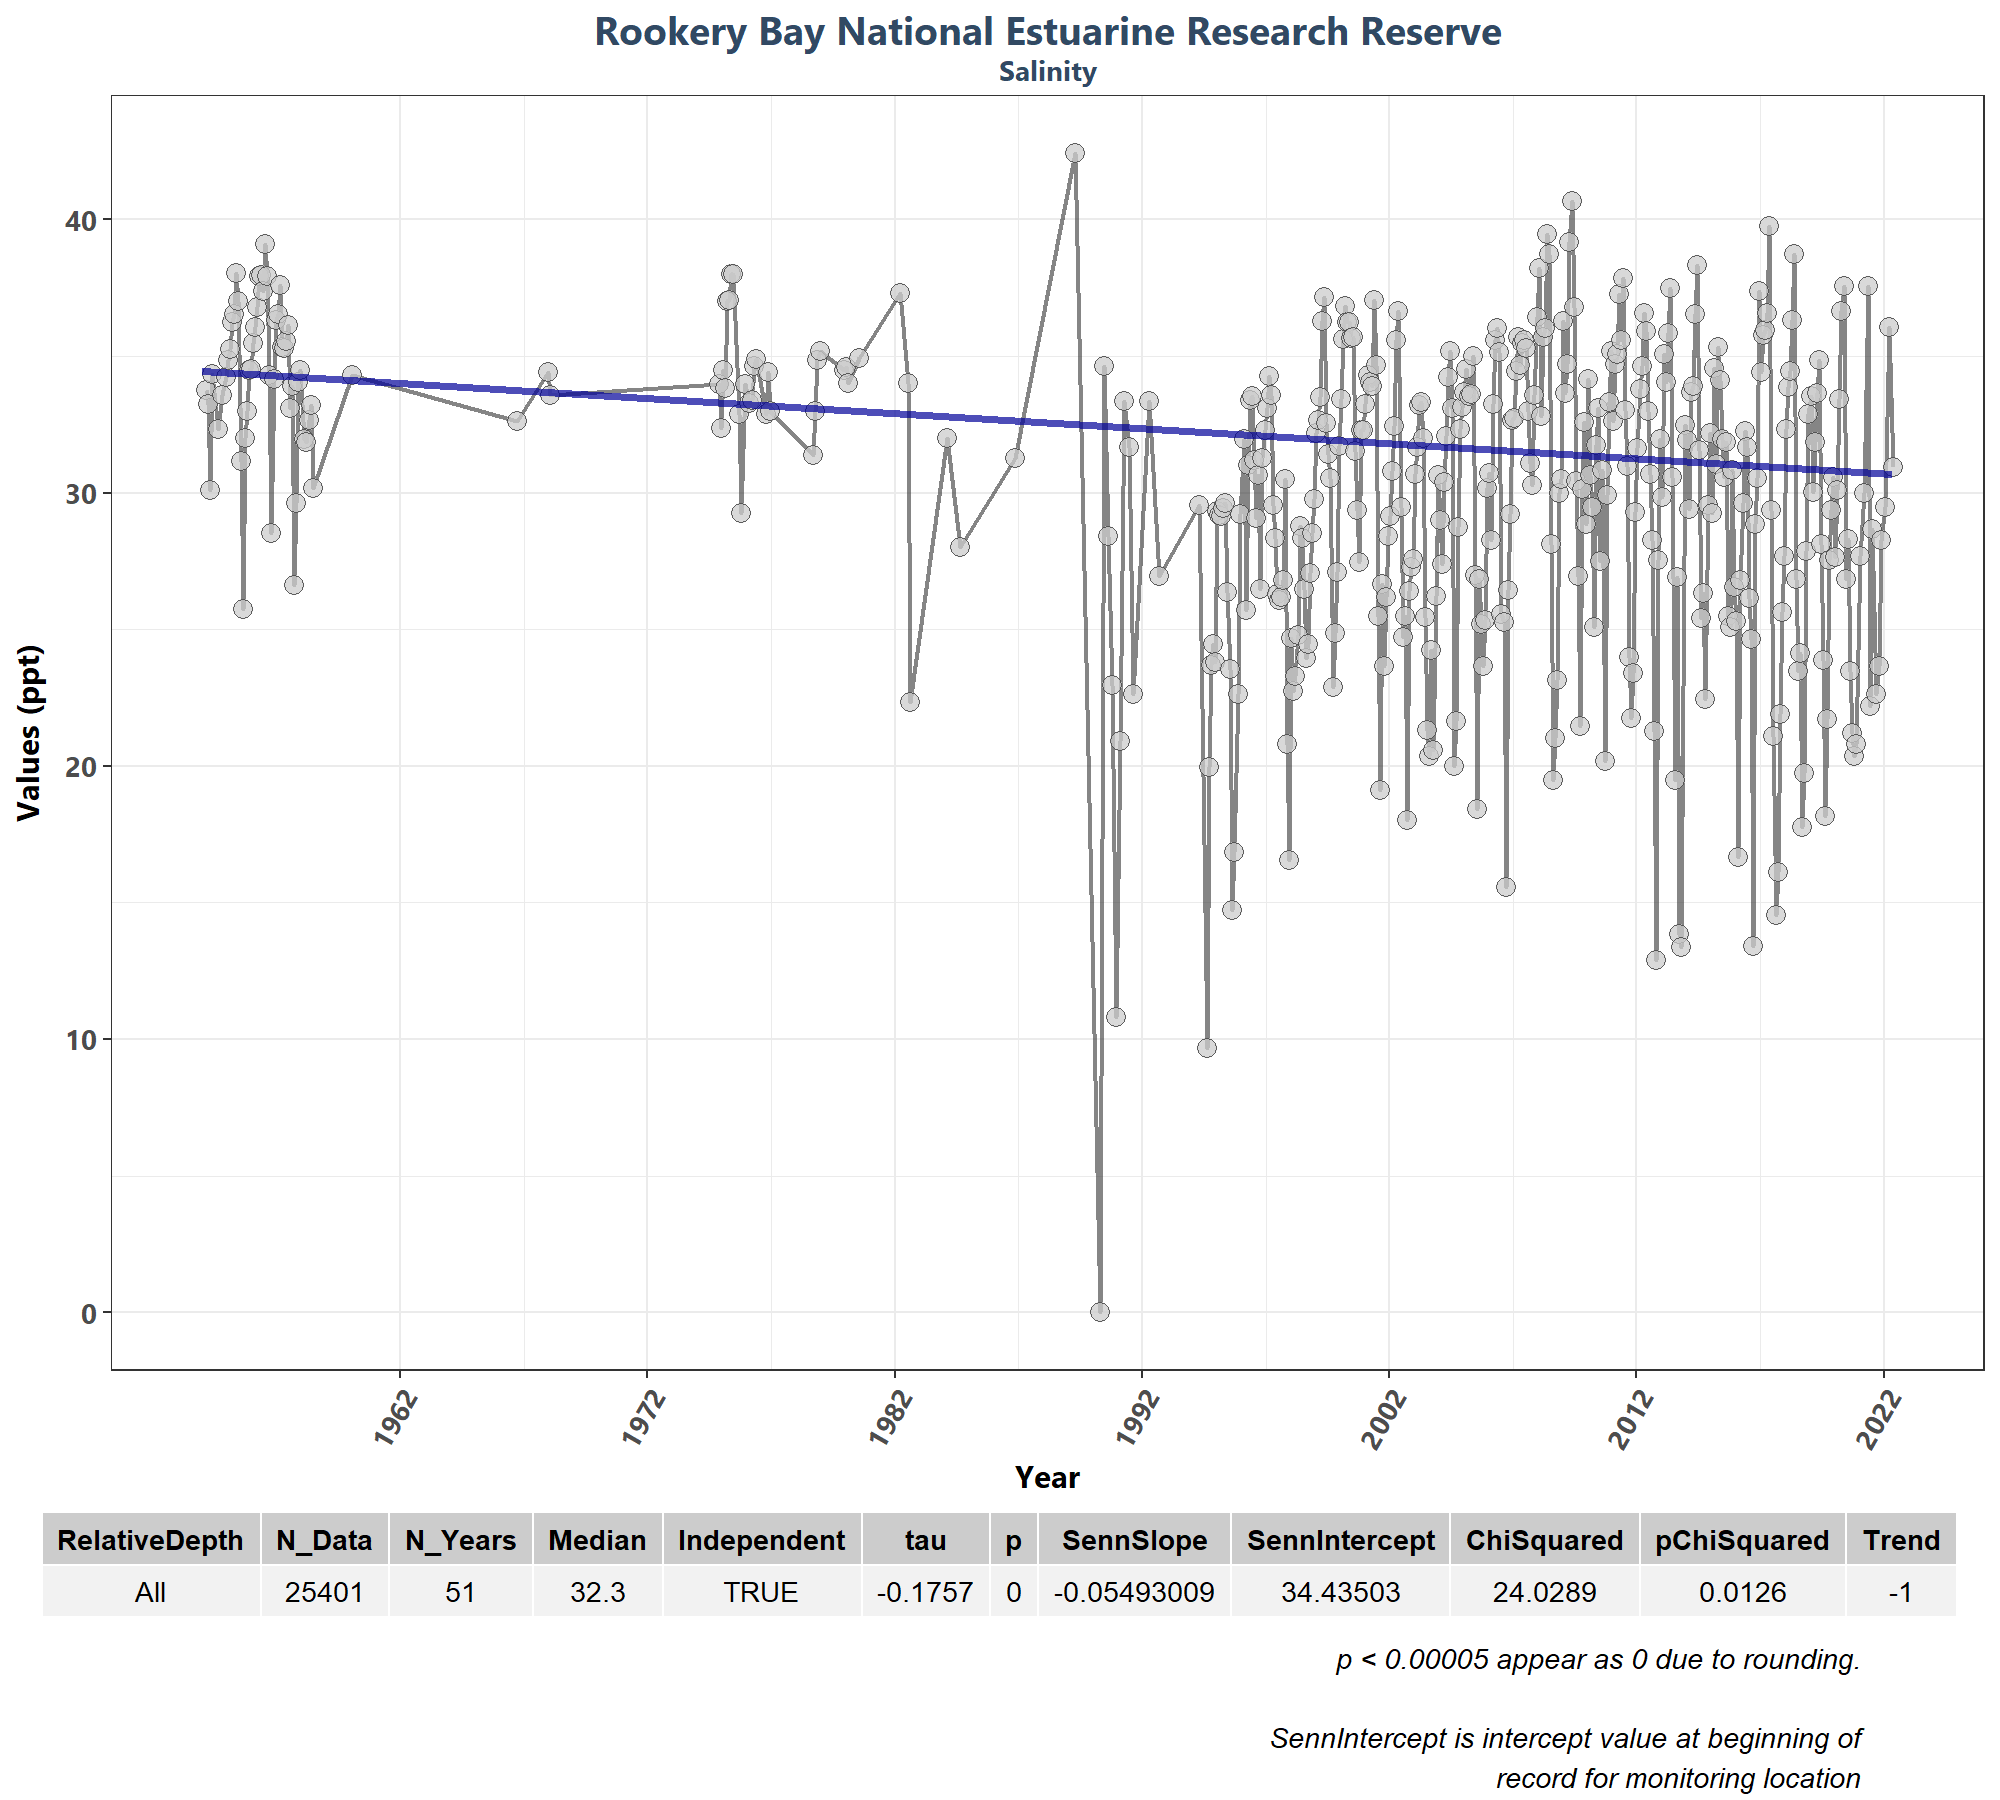 Rookery Bay National Estuarine Research Reserve
Salinity
Values (ppt)
40
30
20
10
0
1962 1972 1982 1992 2002 2012 2022
Year
RelativeDepth N_Data N_Years Median Independent tau p SennSlope SennIntercept ChiSquared pChiSquared Trend
All 25401 51 32.3 TRUE -0.1757 0 -0.05493009 34.43503 24.0289 0.0126 -1
p < 0.00005 appear as 0 due to rounding.
SennIntercept is intercept value at beginning of
record for monitoring location